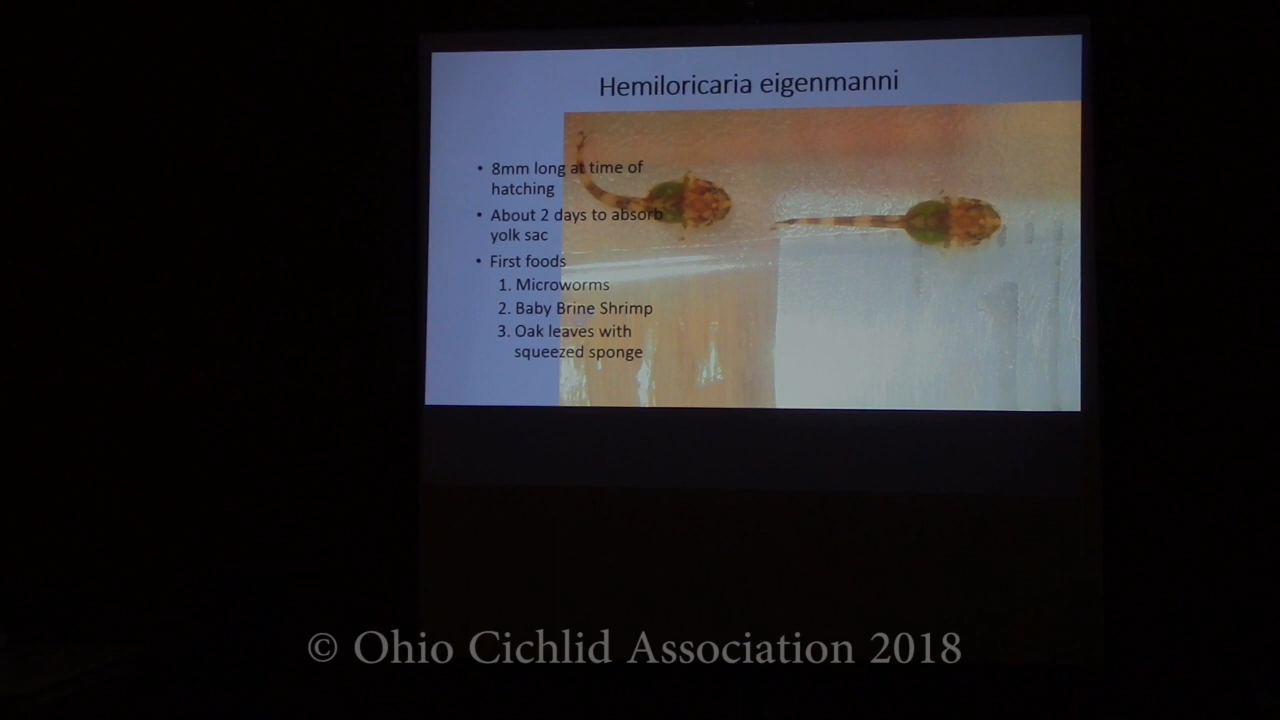 Hemiloricaria eigenmanni
• 8mm long at time of
hatching
• About 2 days to absorb
yolk sac
• First foods
1. Microworms
2. Baby Brine Shrimp
3. Oak leaves with
squeezed sponge
© Ohio Cichlid Association 2018